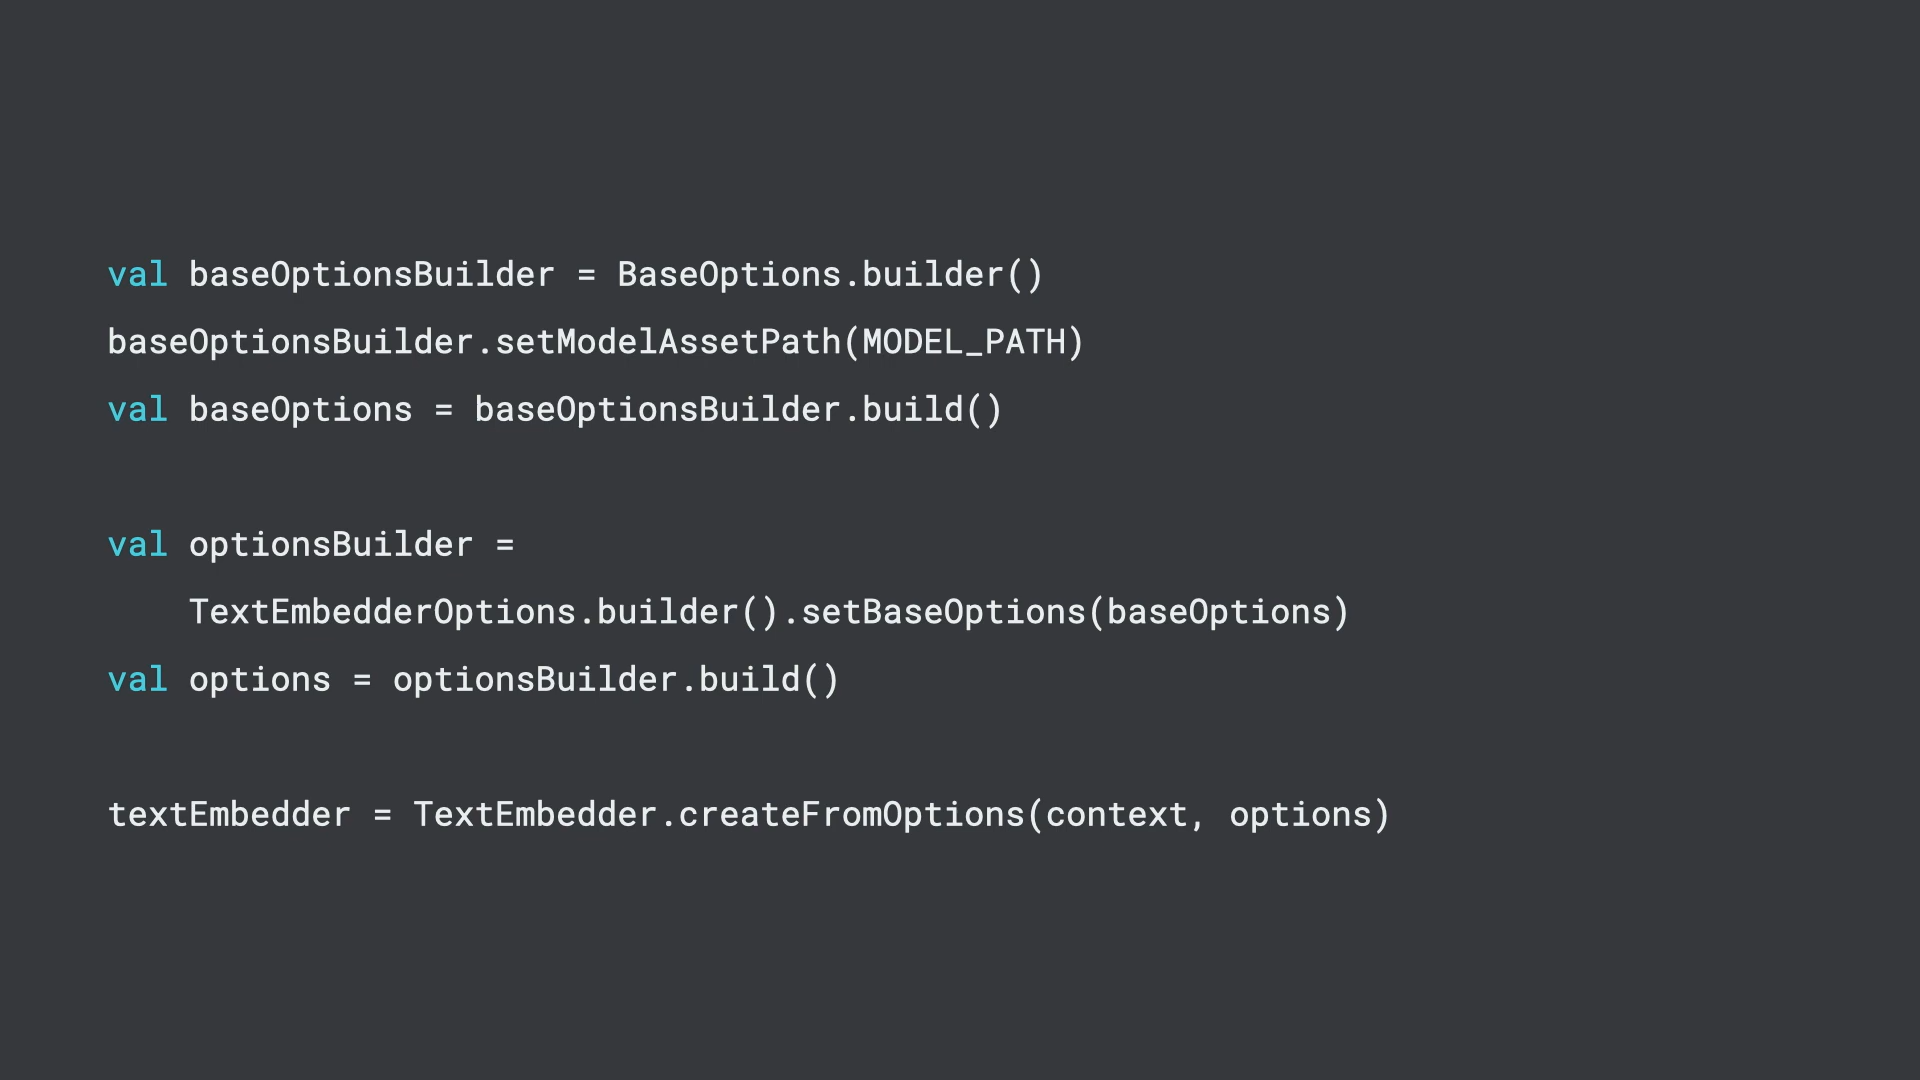 val baseOptionsBuilder = BaseOptions.builder()
baseOptionsBuilder.setModelAssetPath(MODEL_PATH)
val baseOptions = baseOptionsBuilder.build()
val optionsBuilder =
    TextEmbedderOptions.builder().setBaseOptions(baseOptions)
val options = optionsBuilder.build()
textEmbedder = TextEmbedder.createFromOptions(context, options)